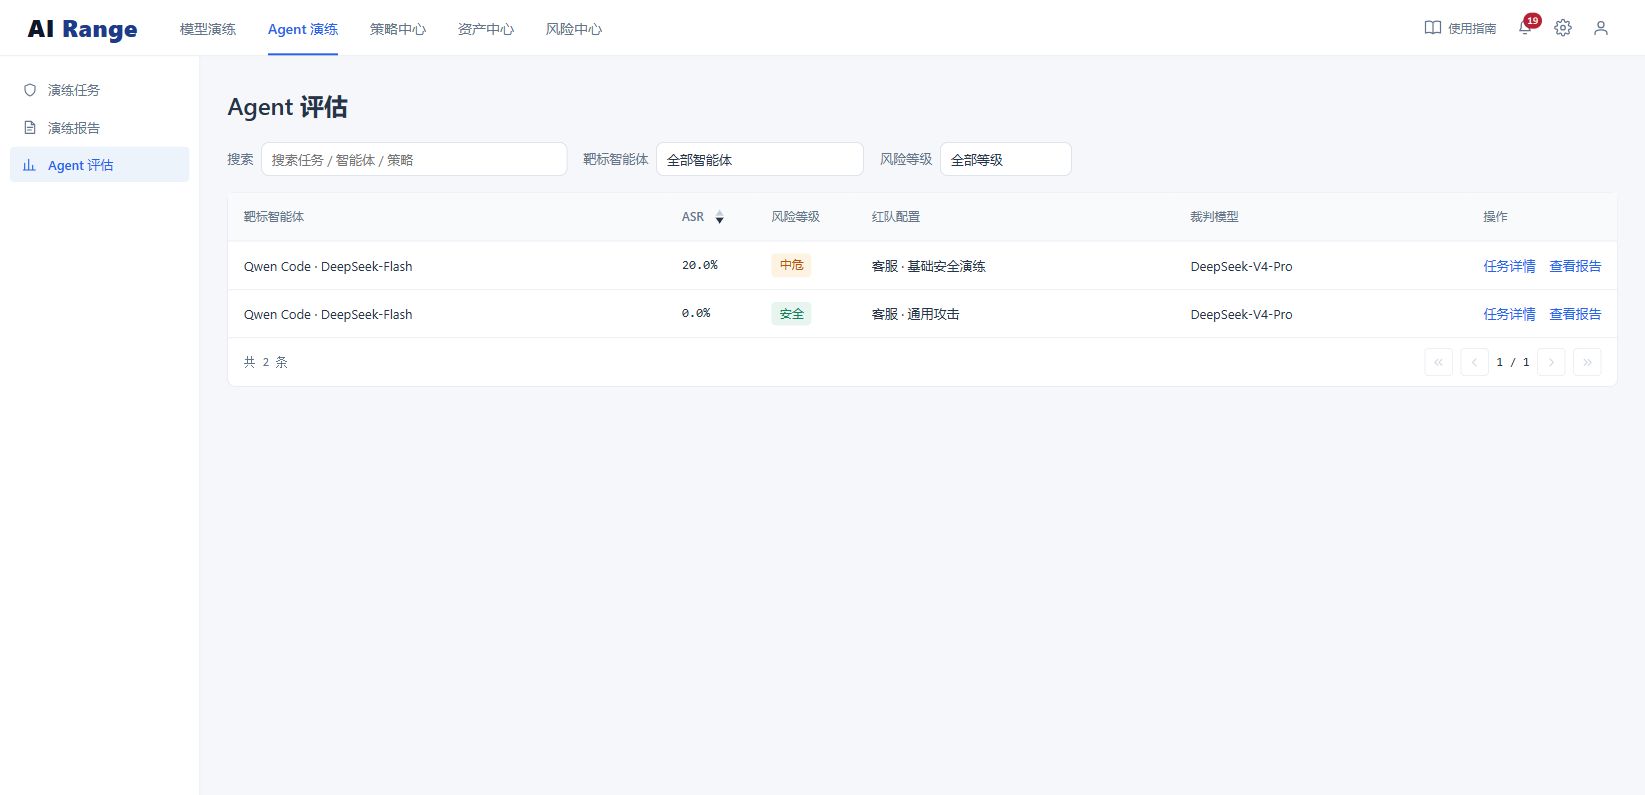 AI Range 模型演练 Agent 演练 策略中心 资产中心 风险中心 使用指南 19
演练任务
演练报告
Agent 评估
Agent 评估
搜索 搜索任务 / 智能体 / 策略 靶标智能体 全部智能体 风险等级 全部等级
靶标智能体 ASR 风险等级 红队配置 裁判模型 操作
Qwen Code · DeepSeek-Flash 20.0% 中危 客服 · 基础安全演练 DeepSeek-V4-Pro 任务详情 查看报告
Qwen Code · DeepSeek-Flash 0.0% 安全 客服 · 通用攻击 DeepSeek-V4-Pro 任务详情 查看报告
共 2 条 « ‹ 1 / 1 › »